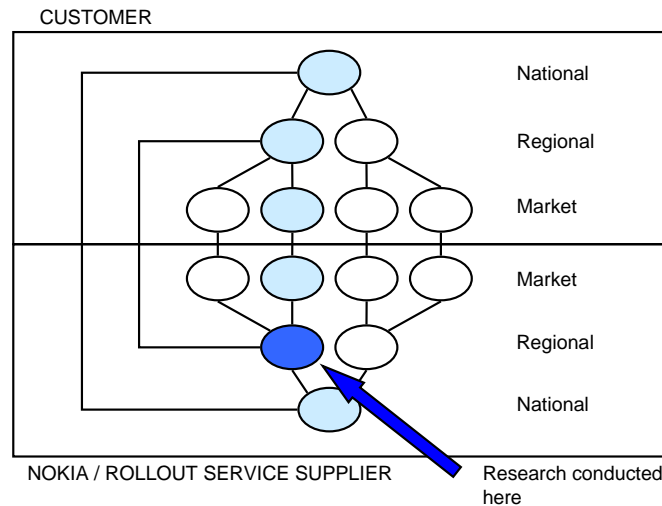 CUSTOMER
National
Regional
Market
Market
Regional
National
NOKIA / ROLLOUT SERVICE SUPPLIER
Research conducted
here